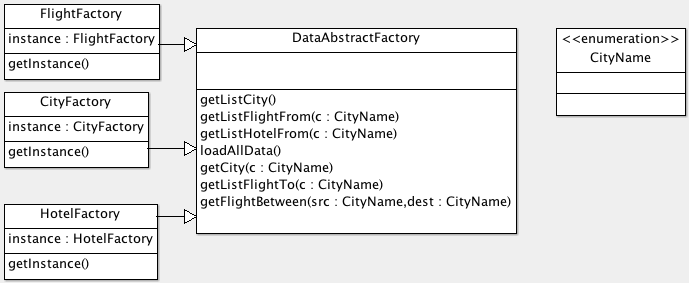 FlightFactory
instance : FlightFactory
getInstance()
CityFactory
instance : CityFactory
getInstance()
HotelFactory
instance : HotelFactory
getInstance()
DataAbstractFactory
getListCity()
getListFlightFrom(c : CityName)
getListHotelFrom(c : CityName)
loadAllData()
getCity(c : CityName)
getListFlightTo(c : CityName)
getFlightBetween(src : CityName,dest : CityName)
<<enumeration>>
CityName